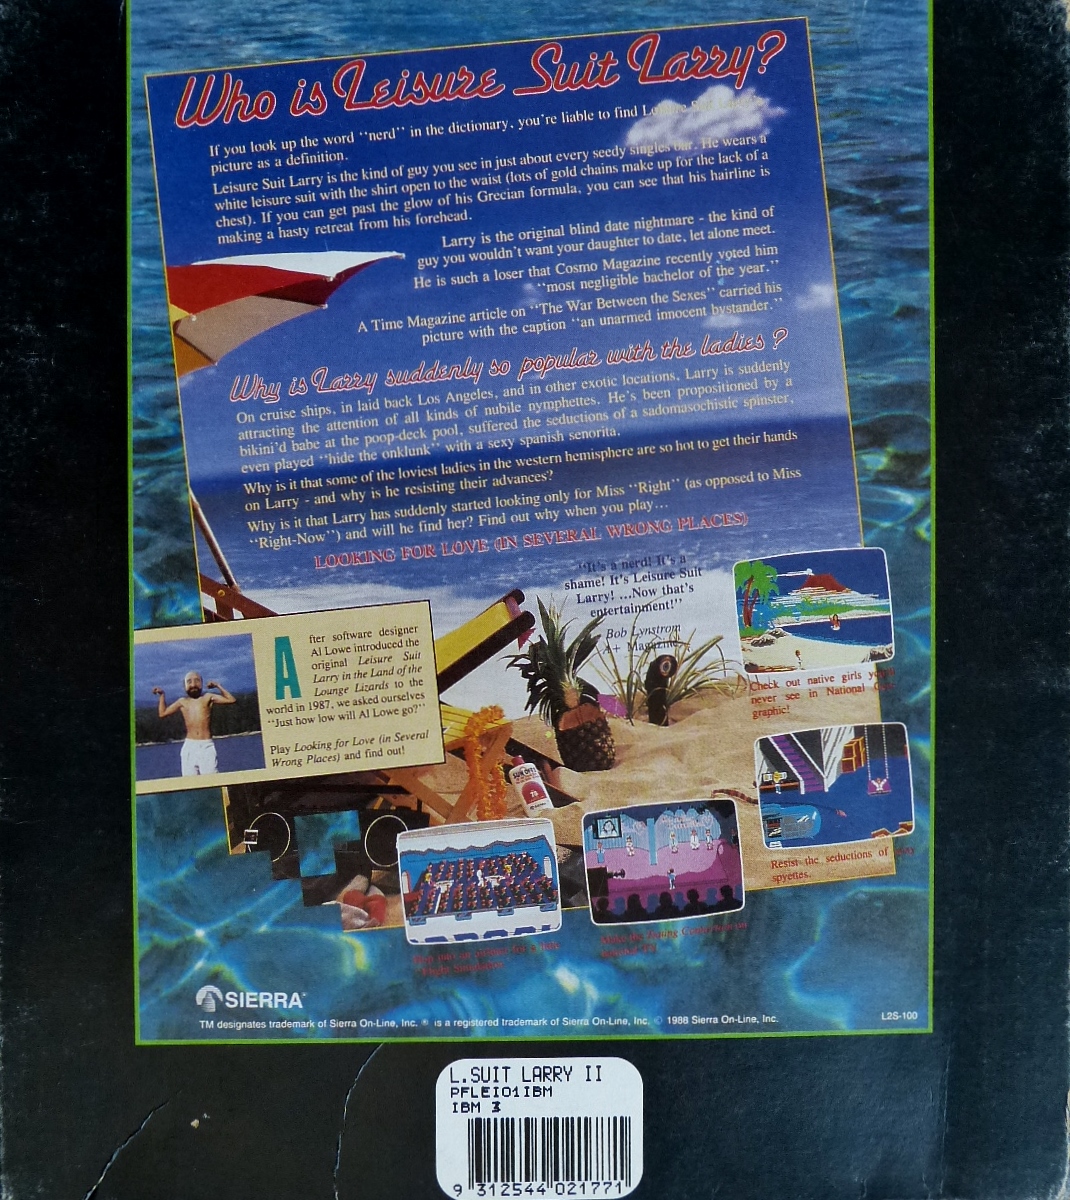 Who is Leisure Suit Larry?
If you look up the word "nerd" in the dictionary, you're liable to find
picture as a definition.
Leisure Suit Larry is the kind of guy you see in just about every seedy singles bar. He wears a
white leisure suit with the shirt open to the waist (lots of gold chains make up for the lack of a
chest). If you can get past the glow of his Grecian formula, you can see that his hairline is
making a hasty retreat from his forehead.
Larry is the original blind date nightmare - the kind of
guy you wouldn't want your daughter to date, let alone meet.
He is such a loser that Cosmo Magazine recently voted him
"most negligible bachelor of the year."
A Time Magazine article on "The War Between the Sexes" carried his
picture with the caption "an unarmed innocent bystander."
Why is Larry suddenly so popular with the ladies?
On cruise ships, in laid back Los Angeles, and in other exotic locations, Larry is suddenly
attracting the attention of all kinds of nubile nymphettes. He's been propositioned by a
bikini'd babe at the poop-deck pool, suffered the seductions of a sadomasochistic spinster,
even played "hide the onklunk" with a sexy spanish senorita.
Why is it that some of the loviest ladies in the western hemisphere are so hot to get their hands
on Larry - and why is he resisting their advances?
Why is it that Larry has suddenly started looking only for Miss "Right" (as opposed to Miss
"Right-Now") and will he find her? Find out why when you play...
LOOKING FOR LOVE (IN SEVERAL WRONG PLACES)
"It's a nerd! It's a
shame! It's Leisure Suit
Larry! ...Now that's
entertainment!"
Bob Lynstrom
A+ Magazine
After software designer
Al Lowe introduced the
original Leisure Suit
Larry in the Land of the
Lounge Lizards to the
world in 1987, we asked ourselves
"Just how low will Al Lowe go?"
Play Looking for Love (in Several
Wrong Places) and find out!
Check out native girls you'll
never see in National Geo-
graphic!
Resist the seductions of
spyettes.
SIERRA™
TM designates trademark of Sierra On-Line, Inc. ® is a registered trademark of Sierra On-Line, Inc. © 1988 Sierra On-Line, Inc.
L2S-100
L.SUIT LARRY II
PFLEI01IBM
IBM 3
9 312544 021771